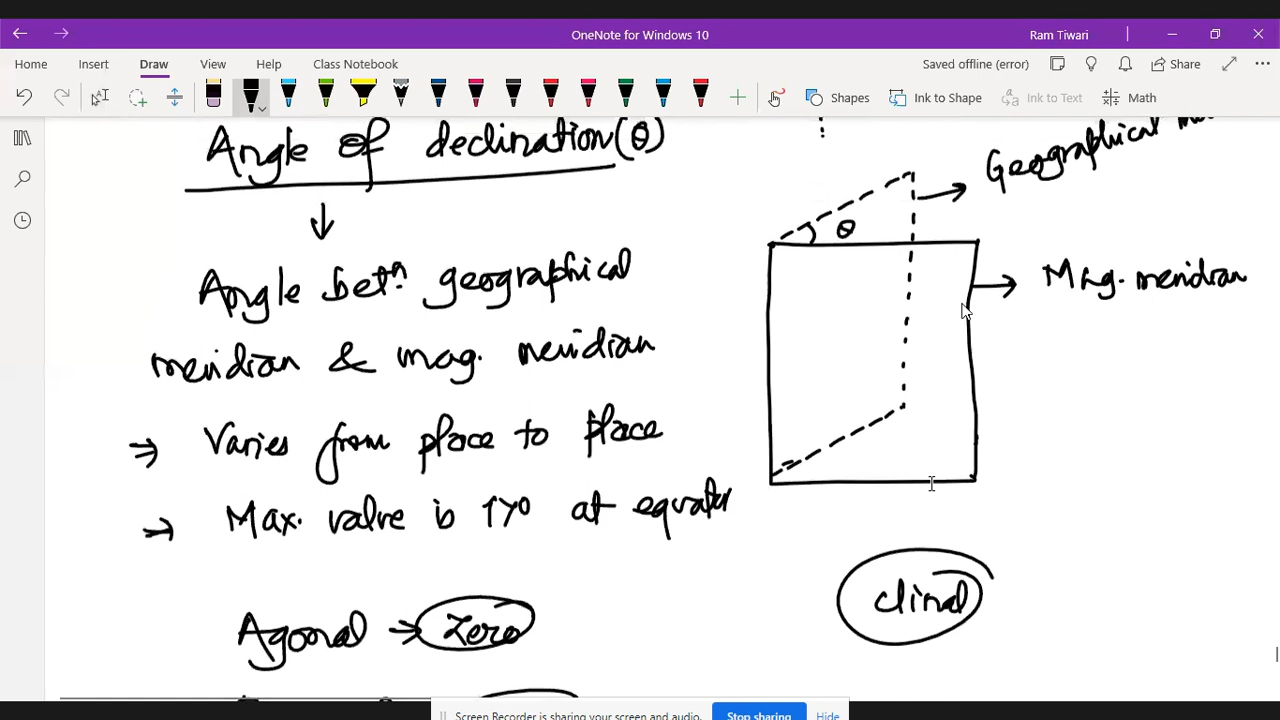 OneNote for Windows 10
Ram Tiwari
Home Insert Draw View Help Class Notebook
Saved offline (error)
Share
Shapes
Ink to Shape
Ink to Text
Math
Angle of declination (θ)
Geographical
θ
Mag. meridian
Angle betⁿ. geographical
meridian & mag. meridian
⇒ Varies from place to place
⇒ Max. value is 17° at equator
clinal
Agonal → Zero
Screen Recorder is sharing your screen and audio.
Stop sharing
Hide